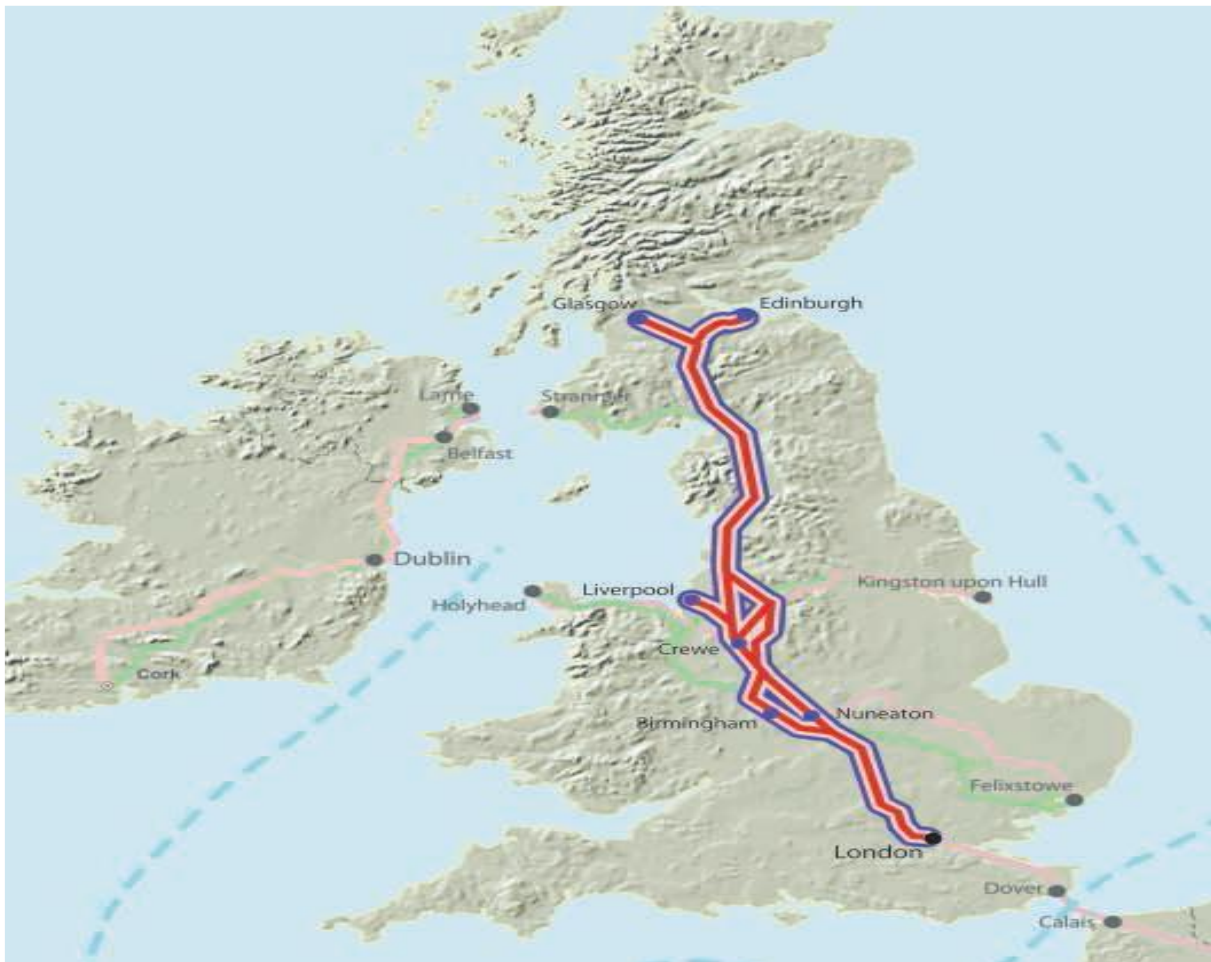 Glasgow
Edinburgh
Larne
Stranraer
Belfast
Dublin
Liverpool
Kingston upon Hull
Holyhead
Crewe
Cork
Nuneaton
Birmingham
Felixstowe
London
Dover
Calais